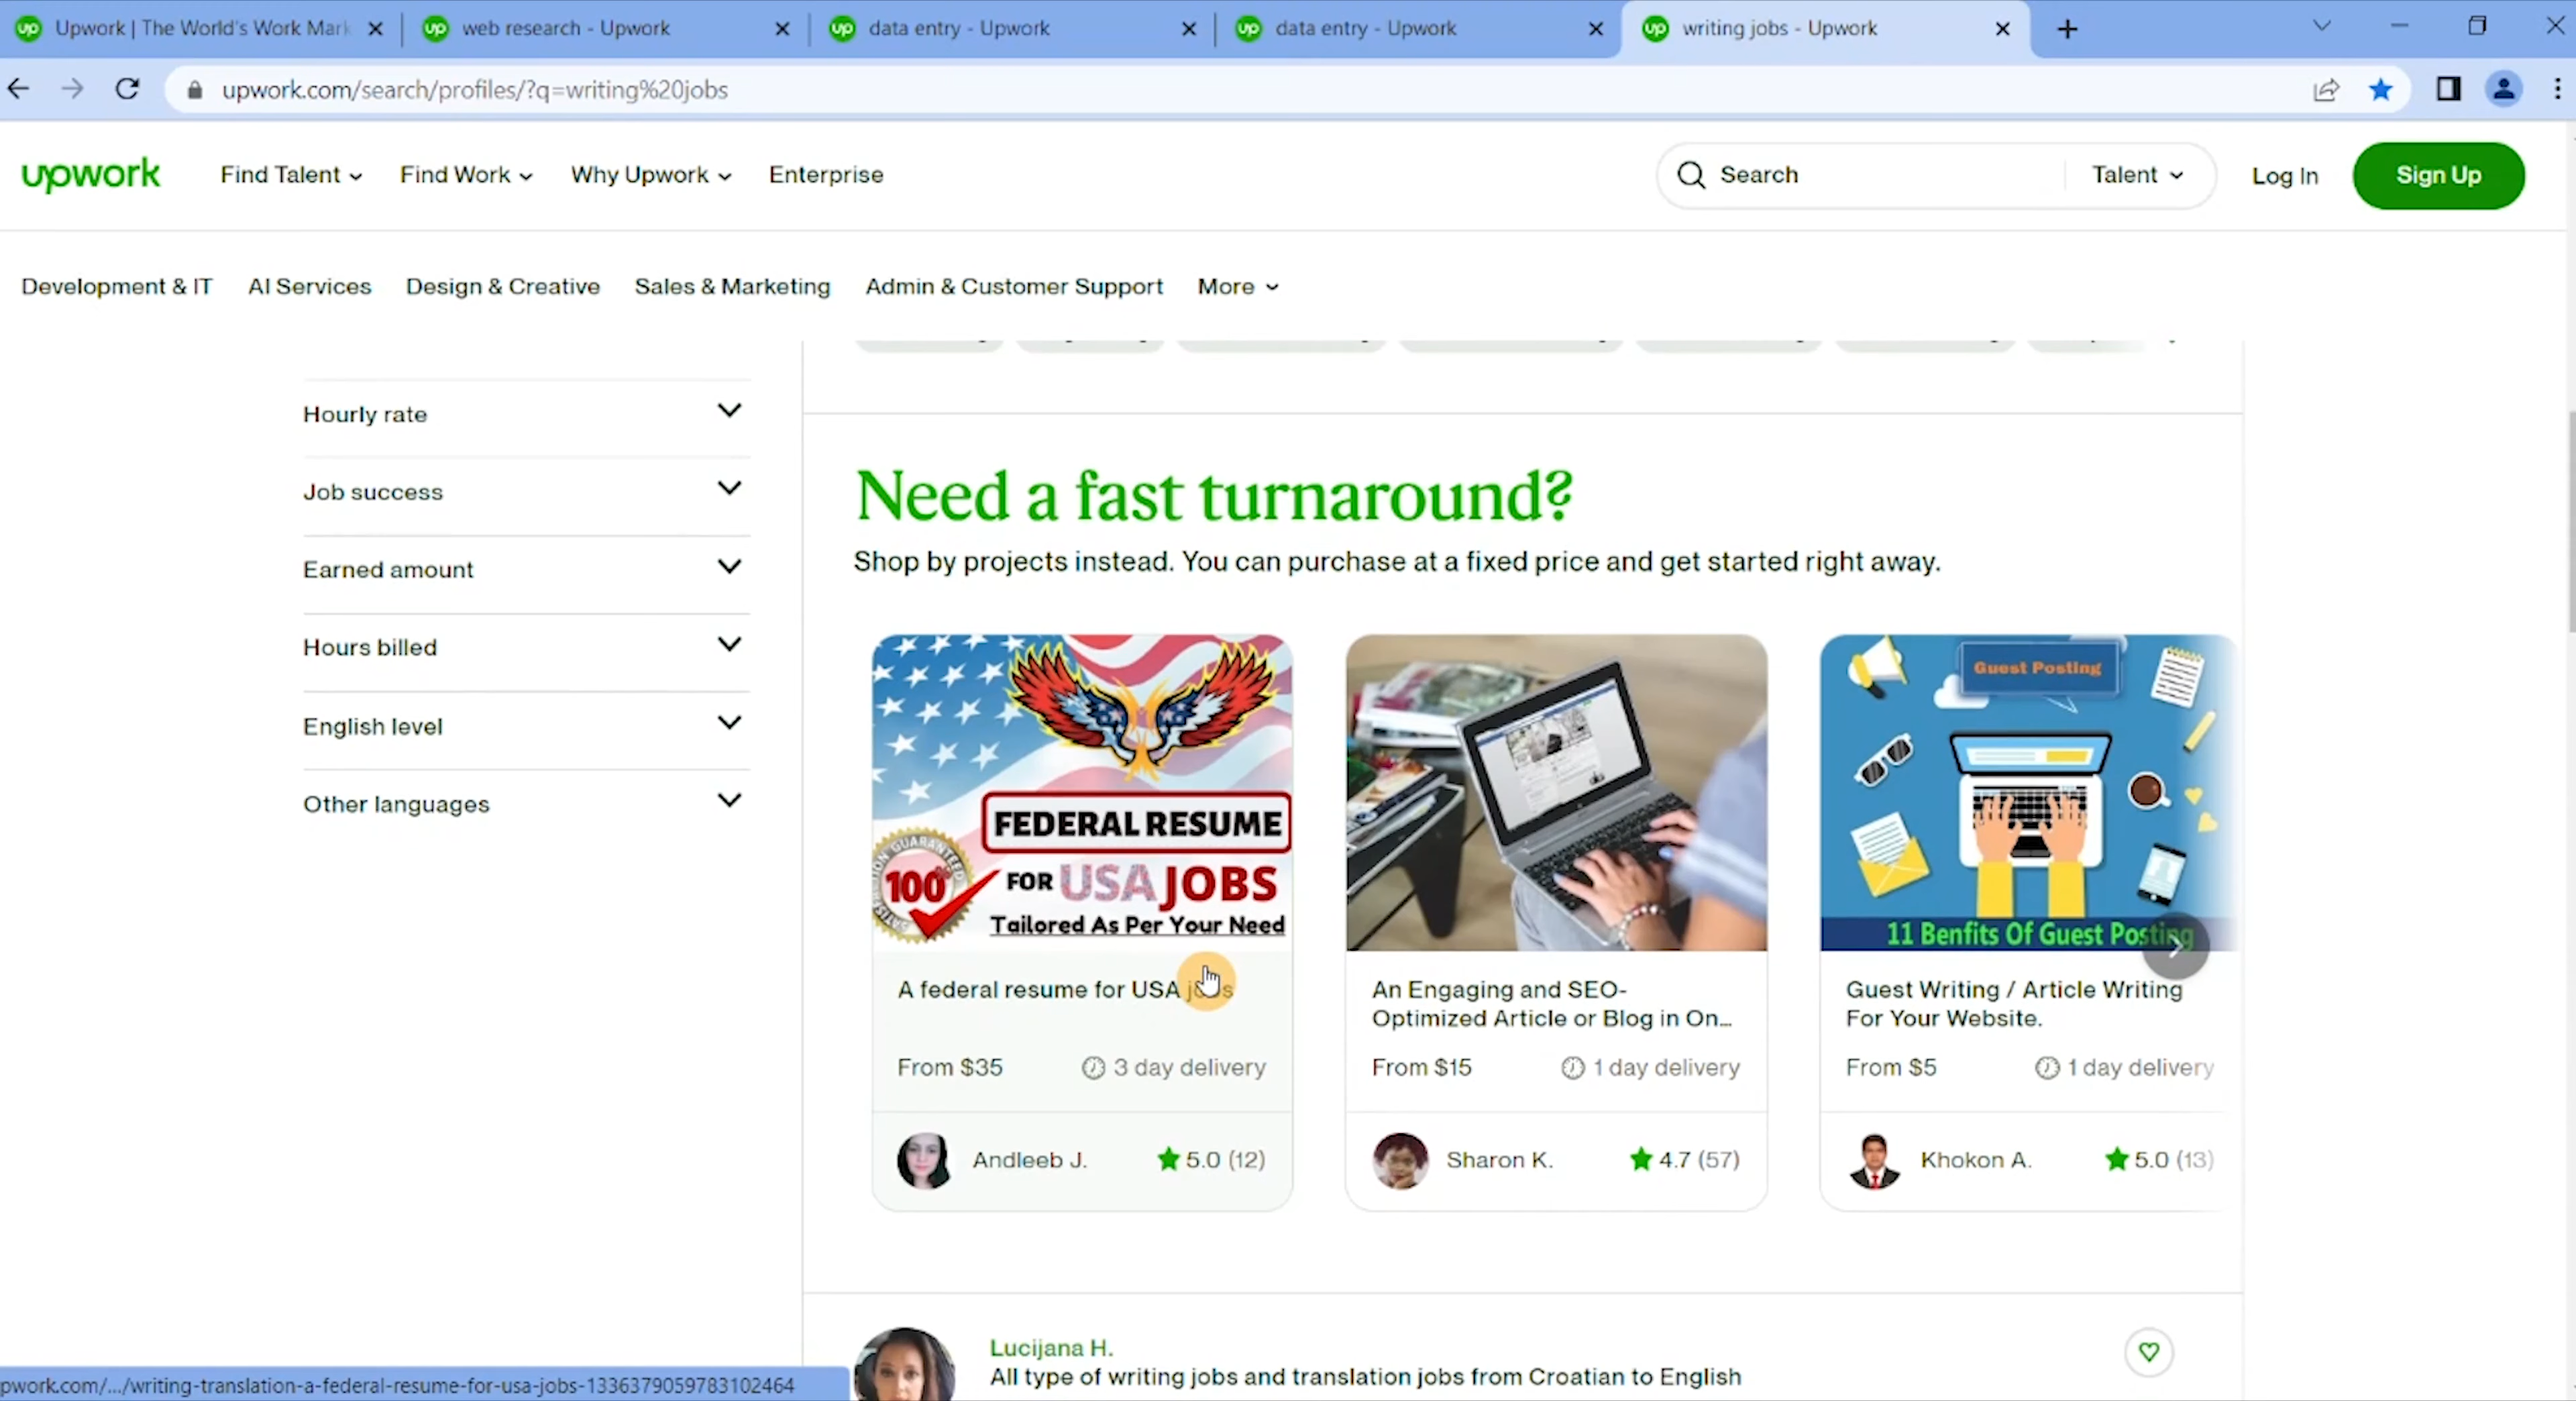 Upwork | The World's Work Mark
web research - Upwork
data entry - Upwork
data entry - Upwork
writing jobs - Upwork
upwork.com/search/profiles/?q=writing%20jobs
upwork
Find Talent
Find Work
Why Upwork
Enterprise
Search
Talent
Log In
Sign Up
Development & IT
AI Services
Design & Creative
Sales & Marketing
Admin & Customer Support
More
Hourly rate
Job success
Earned amount
Hours billed
English level
Other languages
Need a fast turnaround?
Shop by projects instead. You can purchase at a fixed price and get started right away.
FEDERAL RESUME
100%
FOR USA JOBS
Tailored As Per Your Need
A federal resume for USA jobs
From $35
3 day delivery
Andleeb J.
5.0 (12)
An Engaging and SEO-
Optimized Article or Blog in On...
From $15
1 day delivery
Sharon K.
4.7 (57)
Guest Posting
11 Benfits Of Guest Posting
Guest Writing / Article Writing
For Your Website.
From $5
1 day delivery
Khokon A.
5.0 (13)
Lucijana H.
All type of writing jobs and translation jobs from Croatian to English
pwork.com/.../writing-translation-a-federal-resume-for-usa-jobs-1336379059783102464